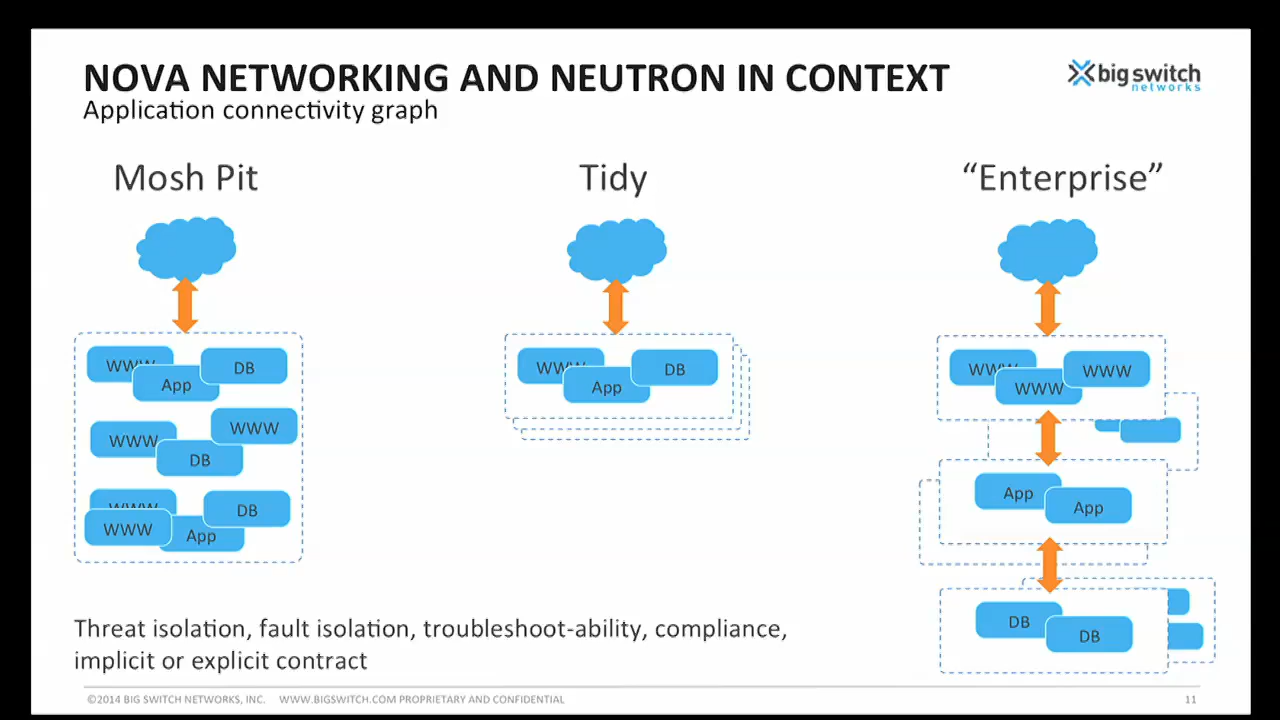 NOVA NETWORKING AND NEUTRON IN CONTEXT
Application connectivity graph
big switch
networks
Mosh Pit
WWW
DB
App
WWW
WWW
DB
WWW
DB
WWW
App
Tidy
WWW
DB
App
“Enterprise”
WWW
WWW
WWW
App
App
DB
DB
Threat isolation, fault isolation, troubleshoot-ability, compliance,
implicit or explicit contract
©2014 BIG SWITCH NETWORKS, INC. WWW.BIGSWITCH.COM PROPRIETARY AND CONFIDENTIAL
11